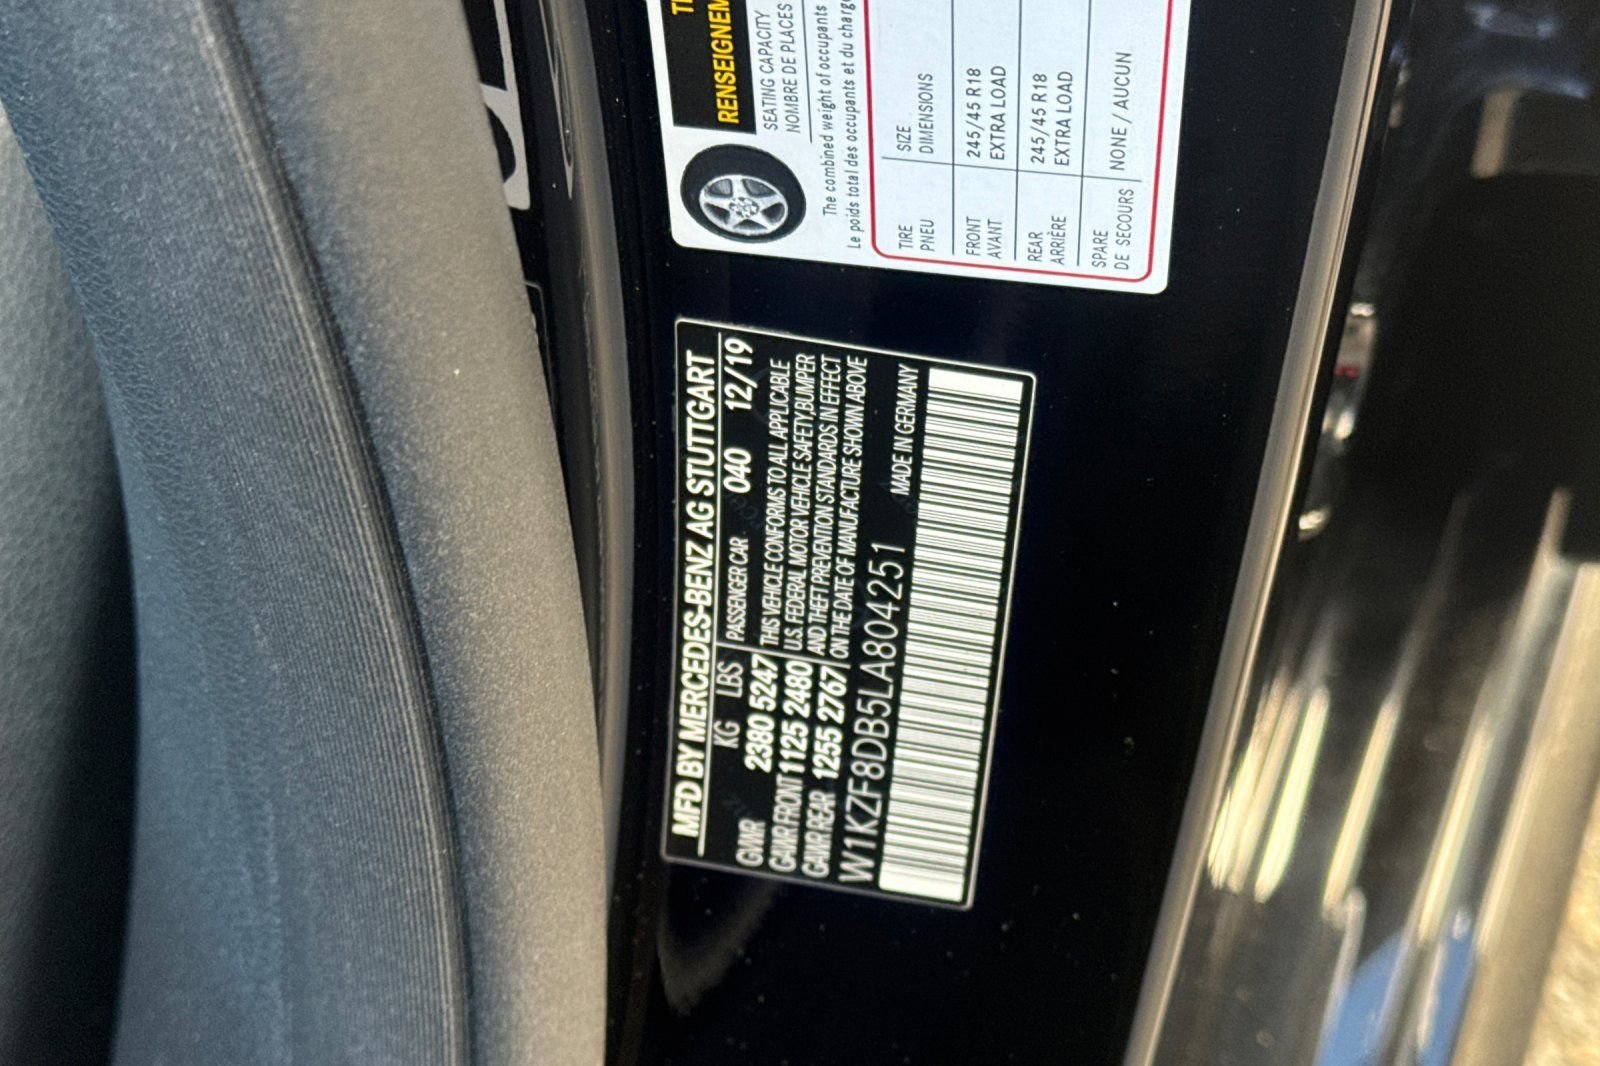 MFD BY MERCEDES-BENZ AG STUTTGART
KG LBS PASSENGER CAR 040 12/19
GVWR 2380 5247 THIS VEHICLE CONFORMS TO ALL APPLICABLE
GAWR FRONT 1125 2480 U.S. FEDERAL MOTOR VEHICLE SAFETY,BUMPER
GAWR REAR 1255 2767 AND THEFT PREVENTION STANDARDS IN EFFECT
ON THE DATE OF MANUFACTURE SHOWN ABOVE
W1KZF8DB5LA804251 MADE IN GERMANY
SEATING CAPACITY
NOMBRE DE PLACES
The combined weight of occupants
Le poids total des occupants et du
TIRE SIZE
PNEU DIMENSIONS
FRONT 245/45 R18
AVANT EXTRA LOAD
REAR 245/45 R18
ARRIÈRE EXTRA LOAD
SPARE
DE SECOURS NONE / AUCUN